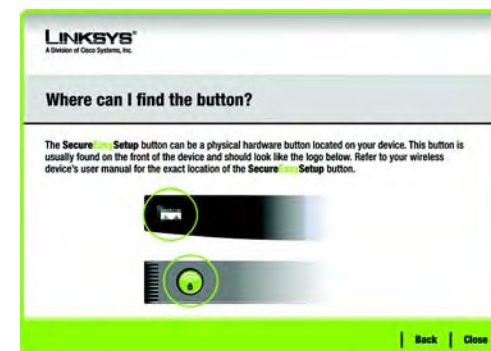 LINKSYS®
A Division of Cisco Systems, Inc.
Where can I find the button?
The SecureEasySetup button can be a physical hardware button located on your device. This button is
usually found on the front of the device and should look like the logo below. Refer to your wireless
device's user manual for the exact location of the SecureEasySetup button.
Back
Close